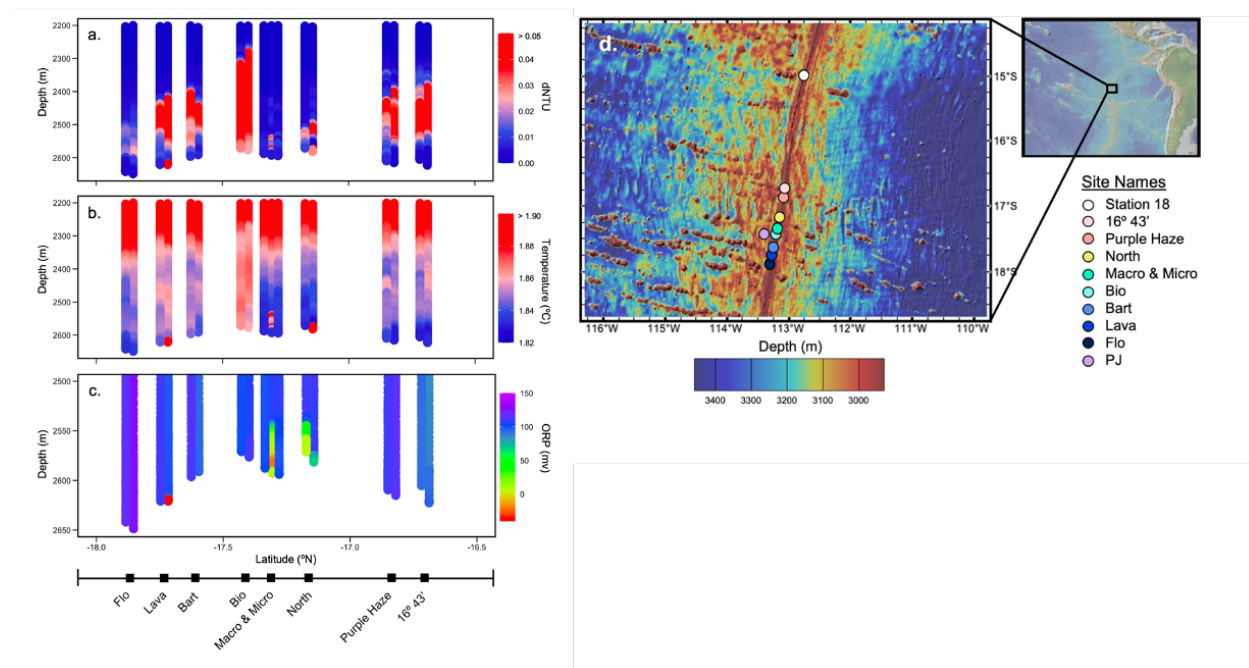 a.
Depth (m)
2200
2300
2400
2500
2600
> 0.05
0.04
0.03
0.02
0.01
0.00
dNTU
b.
Depth (m)
2200
2300
2400
2500
2600
> 1.90
1.88
1.86
1.84
1.82
Temperature (ºC)
c.
Depth (m)
2500
2550
2600
2650
150
100
50
0
ORP (mv)
-18.0 -17.5 -17.0 -16.5
Latitude (ºN)
Flo Lava Bart Bio Macro & Micro North Purple Haze 16º 43'
d.
15°S
16°S
17°S
18°S
116°W 115°W 114°W 113°W 112°W 111°W 100°W
Depth (m)
3400 3300 3200 3100 3000
Site Names
Station 18
16º 43'
Purple Haze
North
Macro & Micro
Bio
Bart
Lava
Flo
PJ